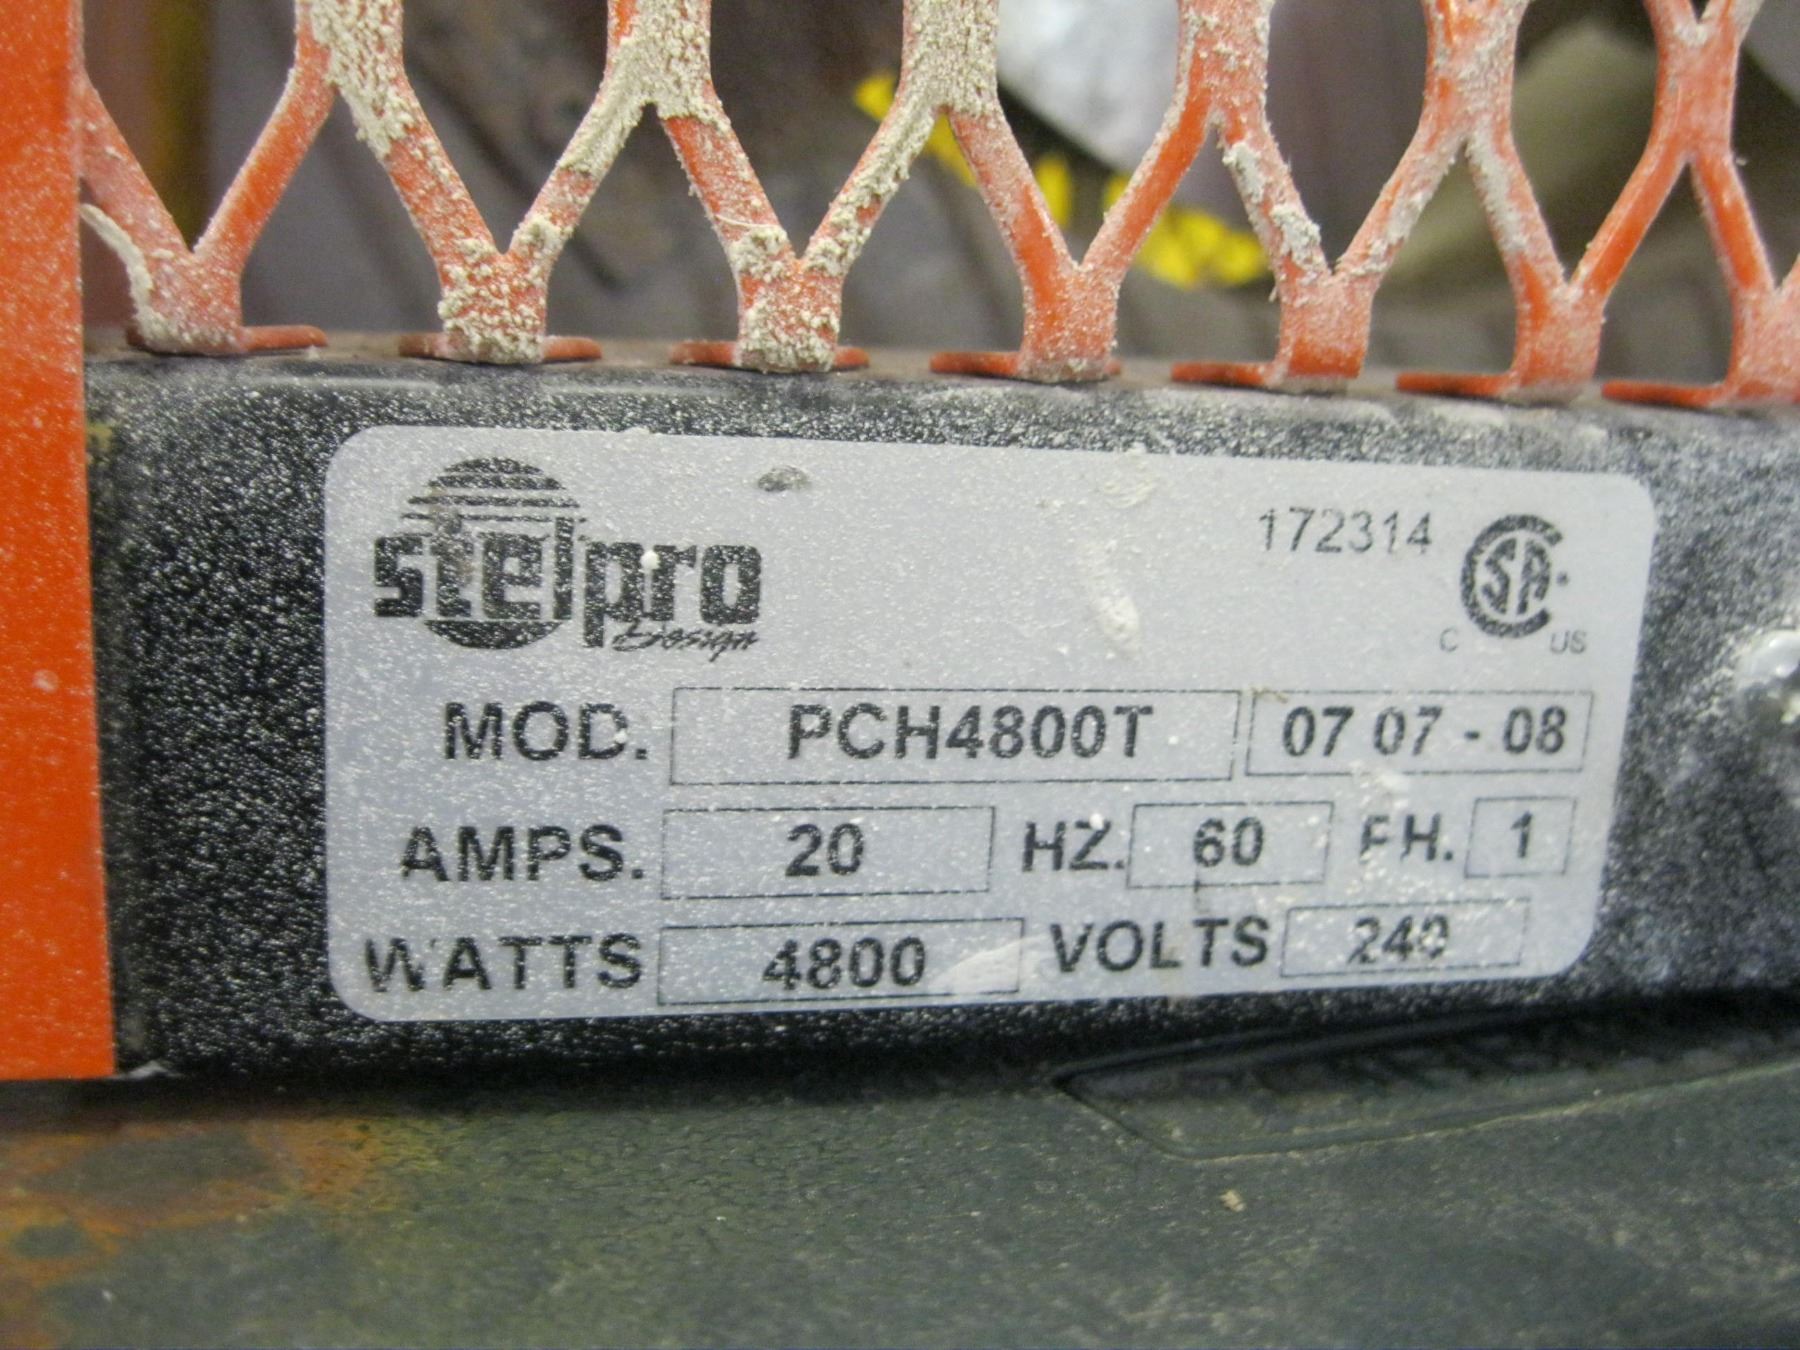 stelpro
Design
172314
CSA
C US
MOD. PCH4800T 07 07 - 08
AMPS. 20 HZ. 60 PH. 1
WATTS 4800 VOLTS 240